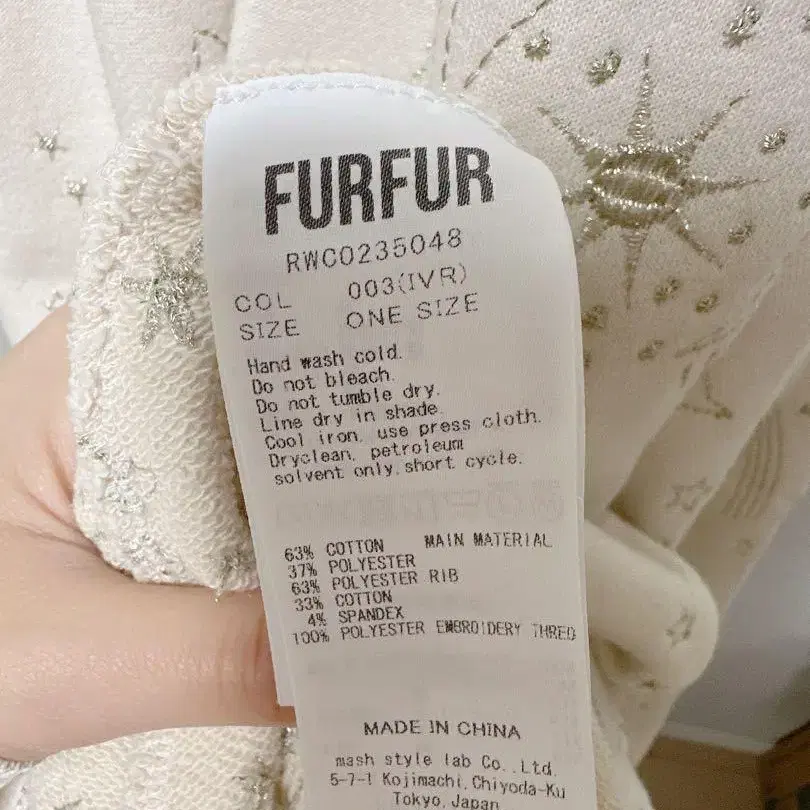 FURFUR
RWC0235048
COL 003(IVR)
SIZE ONE SIZE
Hand wash cold.
Do not bleach.
Do not tumble dry.
Line dry in shade.
Cool iron, use press cloth.
Dryclean, petroleum
solvent only.short cycle.
63% COTTON MAIN MATERIAL
37% POLYESTER
63% POLYESTER RIB
33% COTTON
4% SPANDEX
100% POLYESTER EMBROIDERY THRED
MADE IN CHINA
mash style lab Co.,Ltd.
5-7-1 Kojimachi,Chiyoda-Ku
Tokyo,Japan